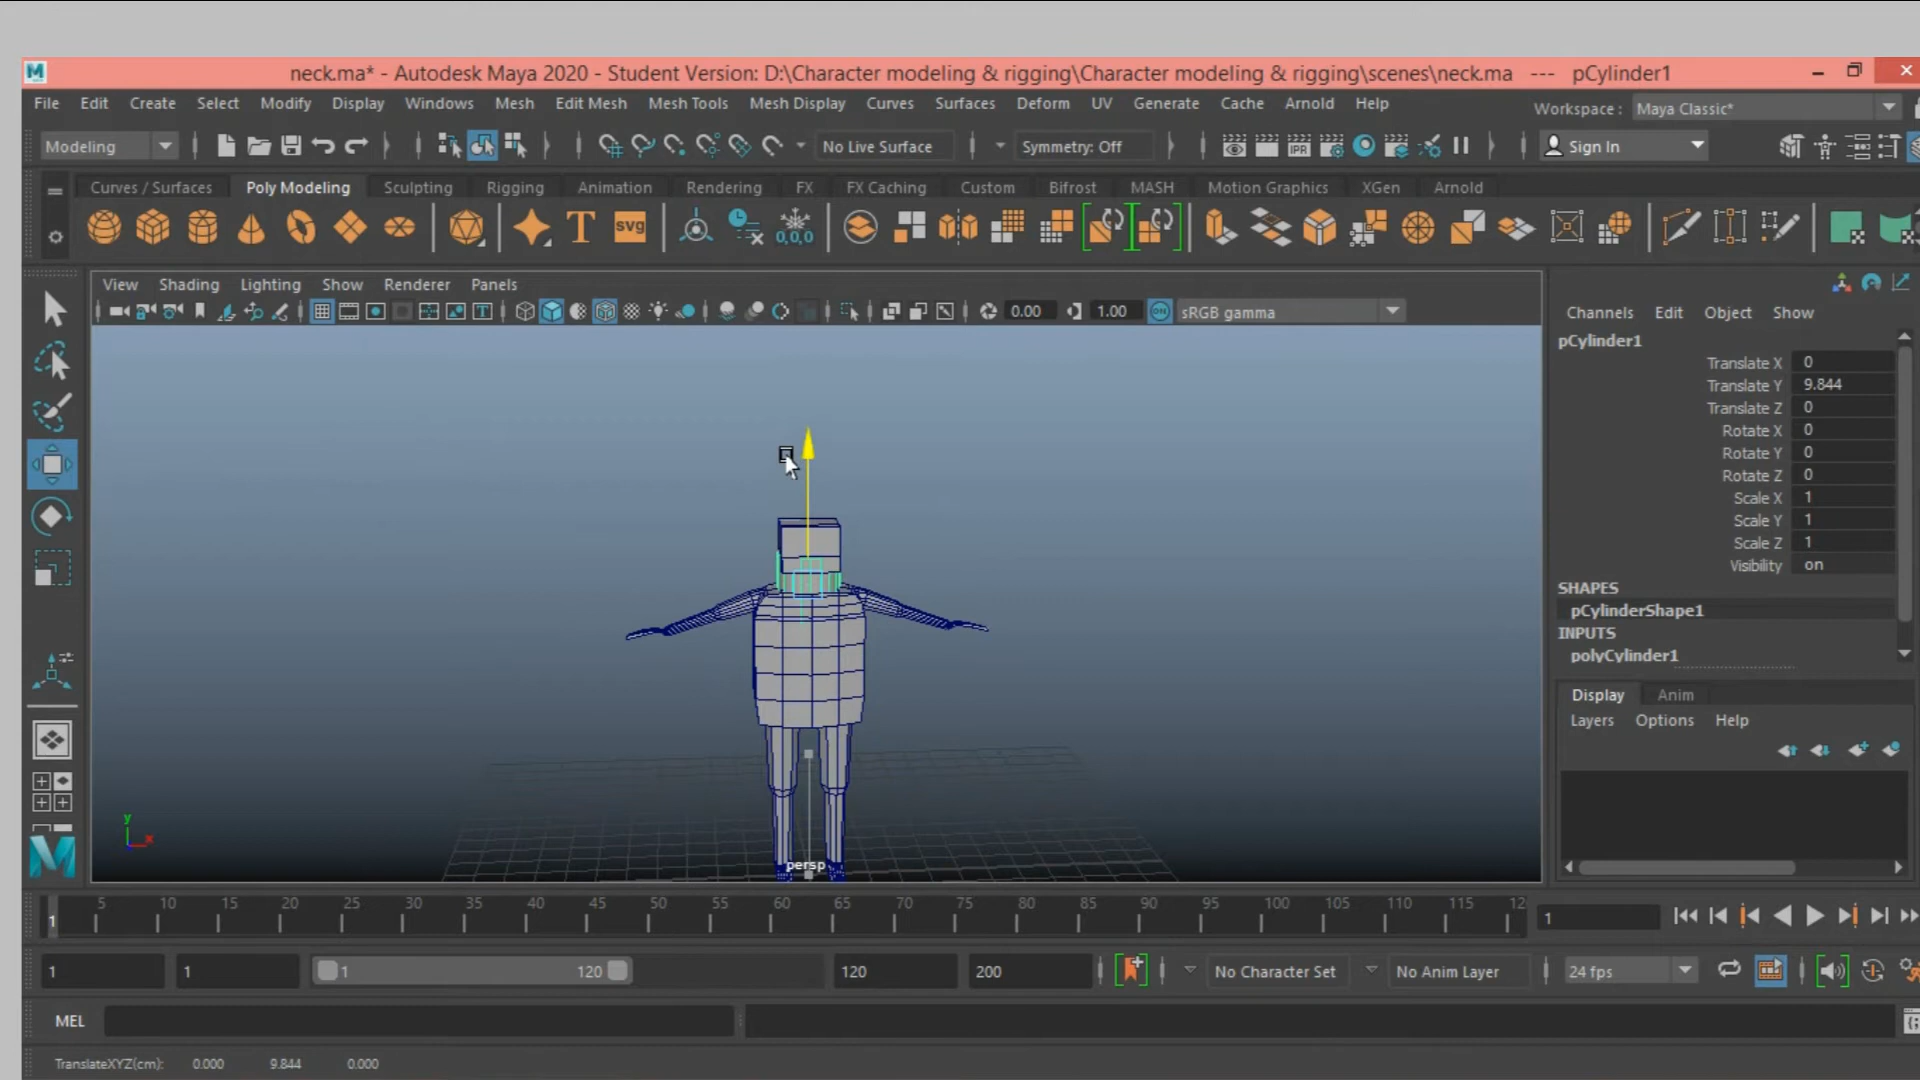 neck.ma* - Autodesk Maya 2020 - Student Version: D:\Character modeling & rigging\Character modeling & rigging\scenes\neck.ma --- pCylinder1
File Edit Create Select Modify Display Windows Mesh Edit Mesh Mesh Tools Mesh Display Curves Surfaces Deform UV Generate Cache Arnold Help
Workspace : Maya Classic*
Modeling No Live Surface Symmetry: Off IPR Sign In
Curves / Surfaces Poly Modeling Sculpting Rigging Animation Rendering FX FX Caching Custom Bifrost MASH Motion Graphics XGen Arnold
T svg 0,0,0
View Shading Lighting Show Renderer Panels
0.00 1.00 ON sRGB gamma
Channels Edit Object Show
pCylinder1
Translate X 0
Translate Y 9.844
Translate Z 0
Rotate X 0
Rotate Y 0
Rotate Z 0
Scale X 1
Scale Y 1
Scale Z 1
Visibility on
SHAPES
pCylinderShape1
INPUTS
polyCylinder1
Display Anim
Layers Options Help
y
x
persp
1 5 10 15 20 25 30 35 40 45 50 55 60 65 70 75 80 85 90 95 100 105 110 115 12
1
1 1 1 120 120 200 No Character Set No Anim Layer 24 fps
MEL
TranslateXYZ(cm): 0.000 9.844 0.000